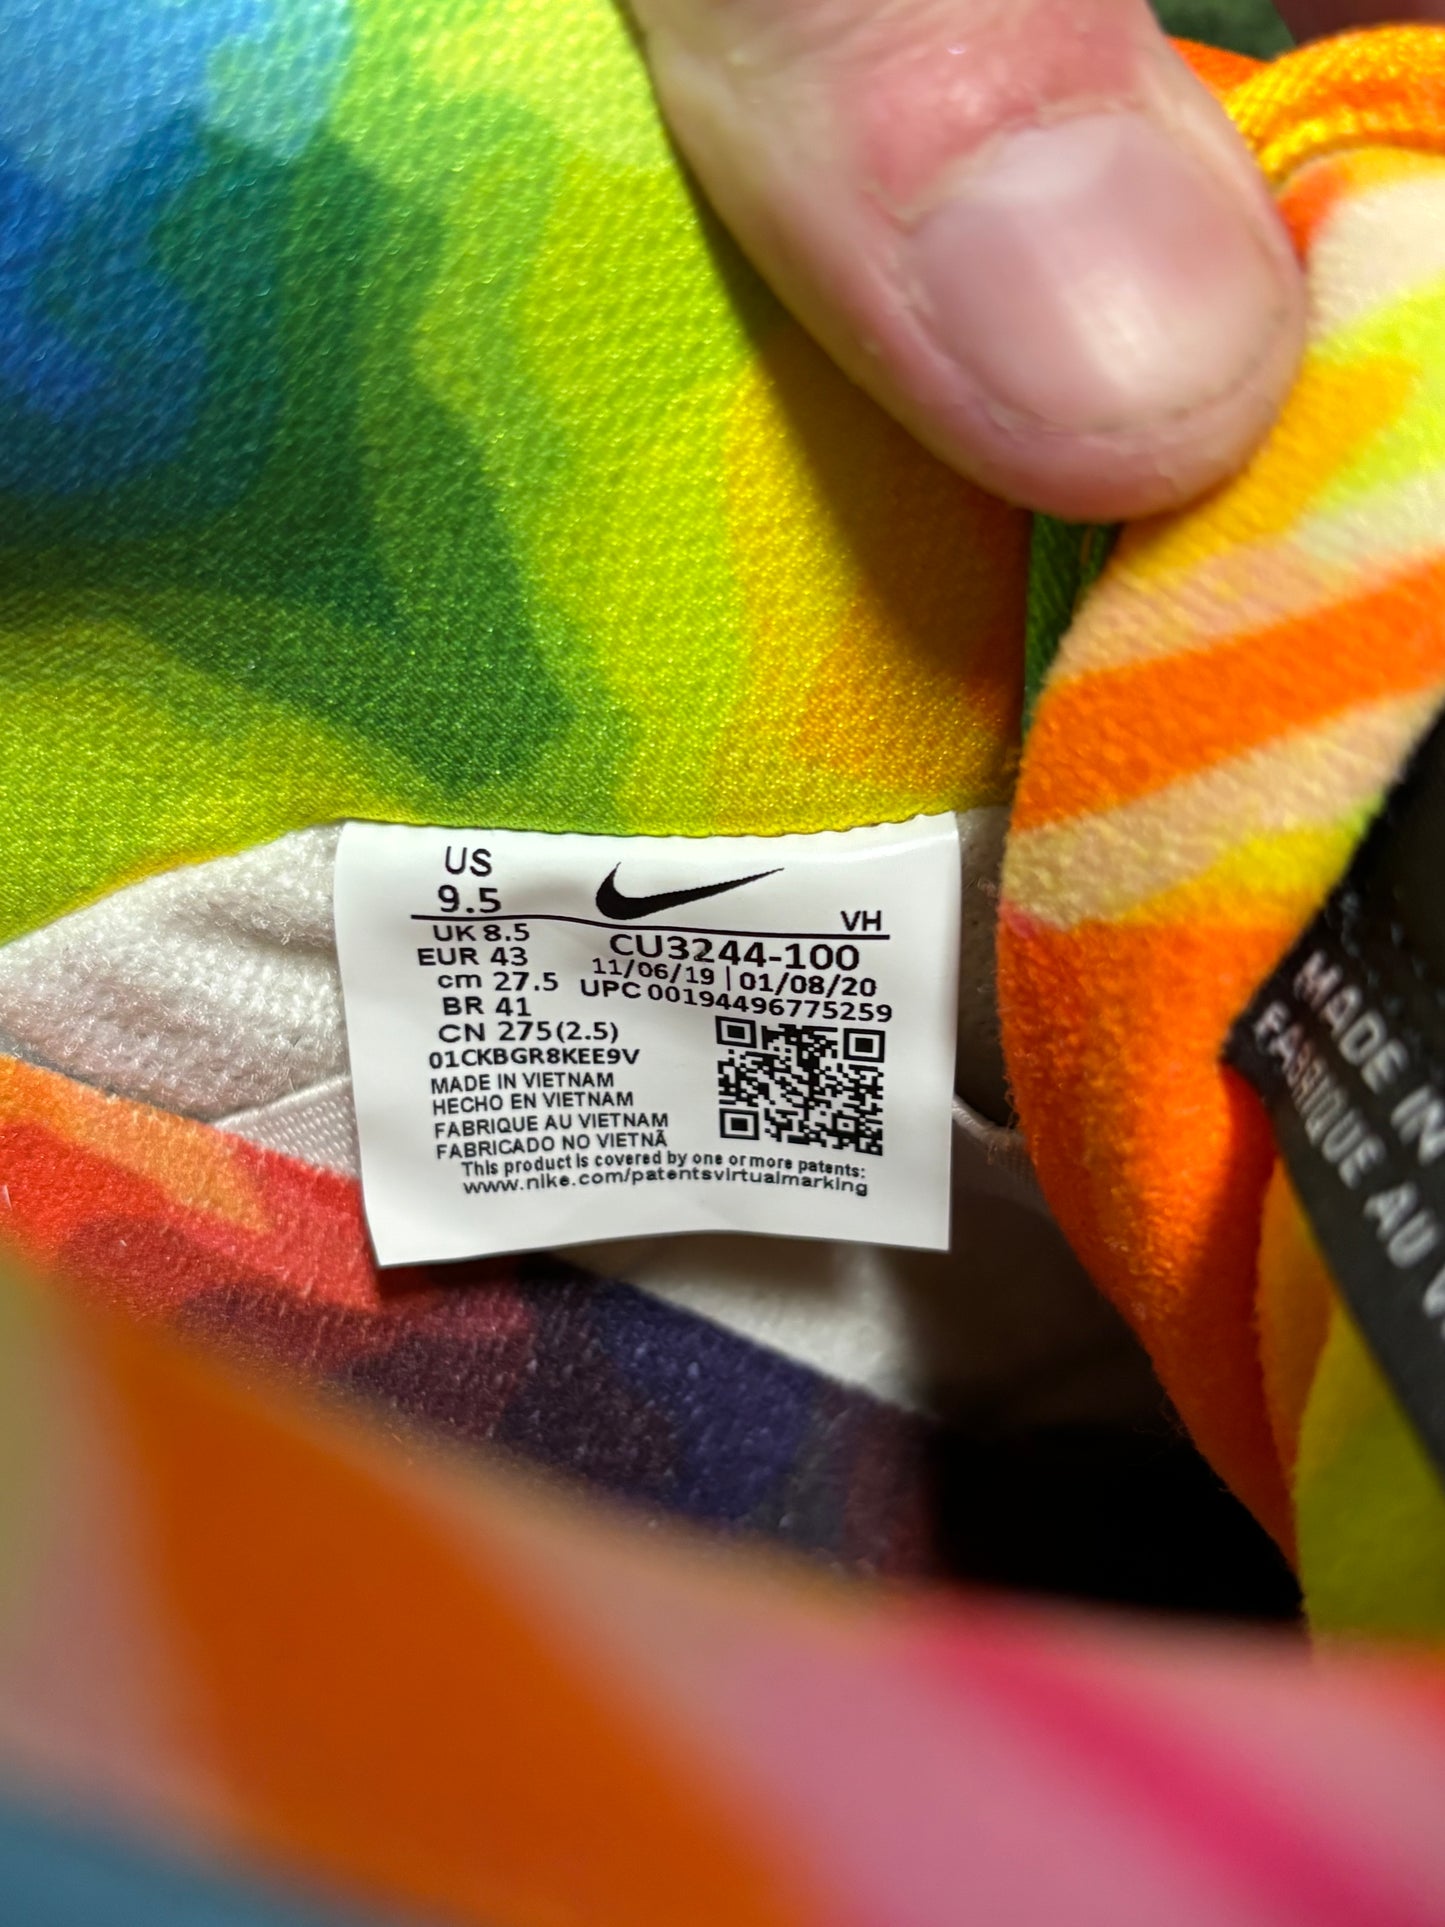 US
9.5
VH
UK 8.5
EUR 43
cm 27.5
BR 41
CN 275(2.5)
CU3244-100
11/06/19 | 01/08/20
UPC 00194496775259
01CKBGR8KEE9V
MADE IN VIETNAM
HECHO EN VIETNAM
FABRIQUE AU VIETNAM
FABRICADO NO VIETNÃ
This product is covered by one or more patents:
www.nike.com/patentsvirtualmarking
MADE IN
FABRIQUE AU